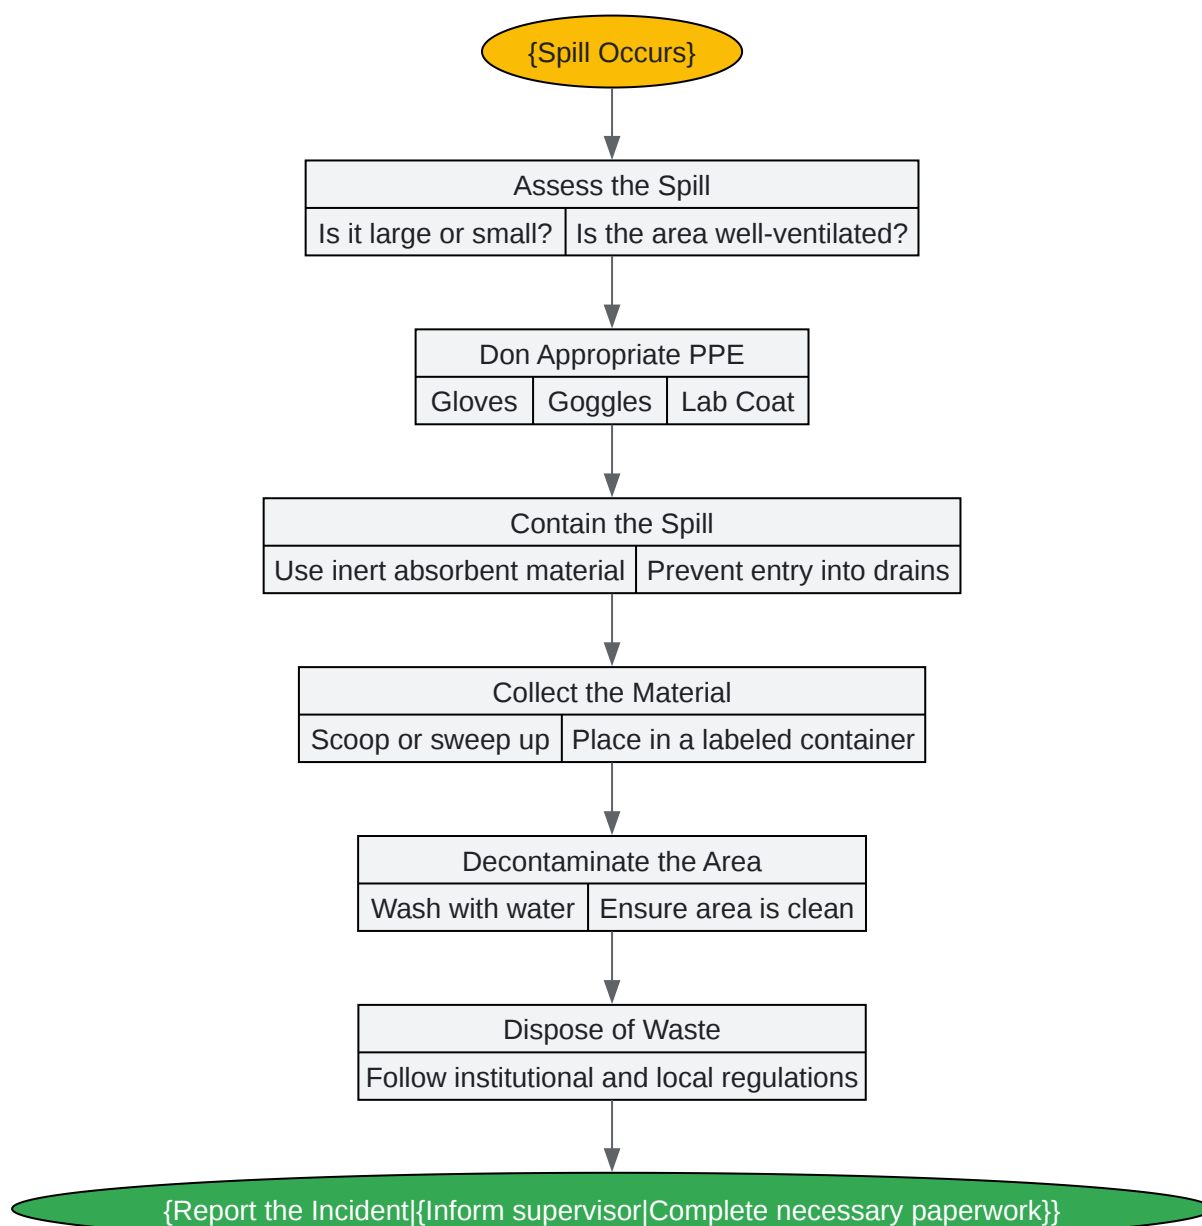 {Spill Occurs}
Assess the Spill
Is it large or small? Is the area well-ventilated?
Don Appropriate PPE
Gloves Goggles Lab Coat
Contain the Spill
Use inert absorbent material Prevent entry into drains
Collect the Material
Scoop or sweep up Place in a labeled container
Decontaminate the Area
Wash with water Ensure area is clean
Dispose of Waste
Follow institutional and local regulations
{Report the Incident|{Inform supervisor|Complete necessary paperwork}}